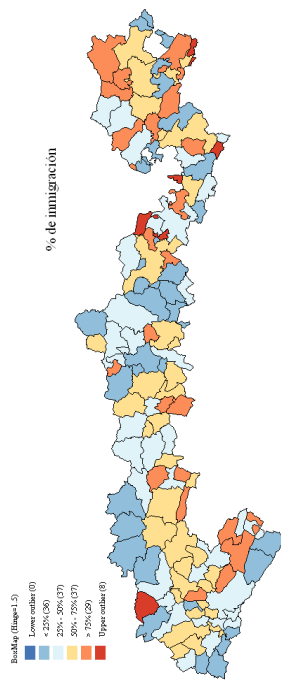 % de inmigración
BoxMap (Hinge=1.5)
Lower outlier (0)
< 25% (36)
25% - 50% (37)
50% - 75% (37)
> 75% (29)
Upper outlier (8)